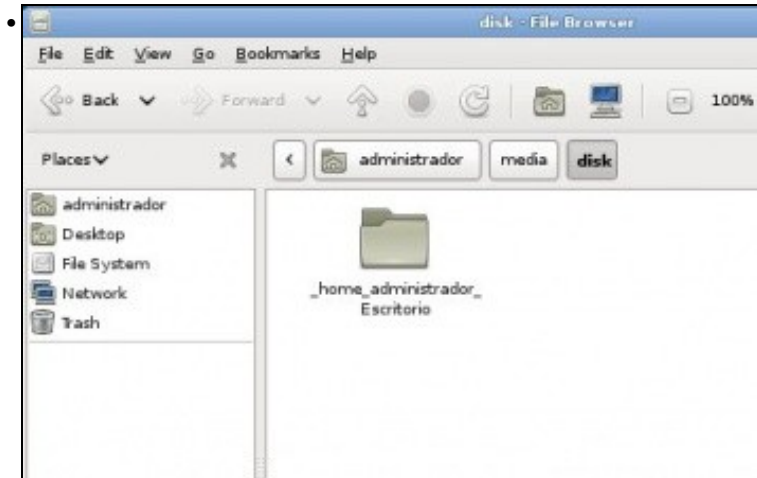 disk - File Browser
File Edit View Go Bookmarks Help
Back Forward 100%
Places administrador media disk
administrador
Desktop
File System
Network
Trash
_home_administrador_
Escritorio